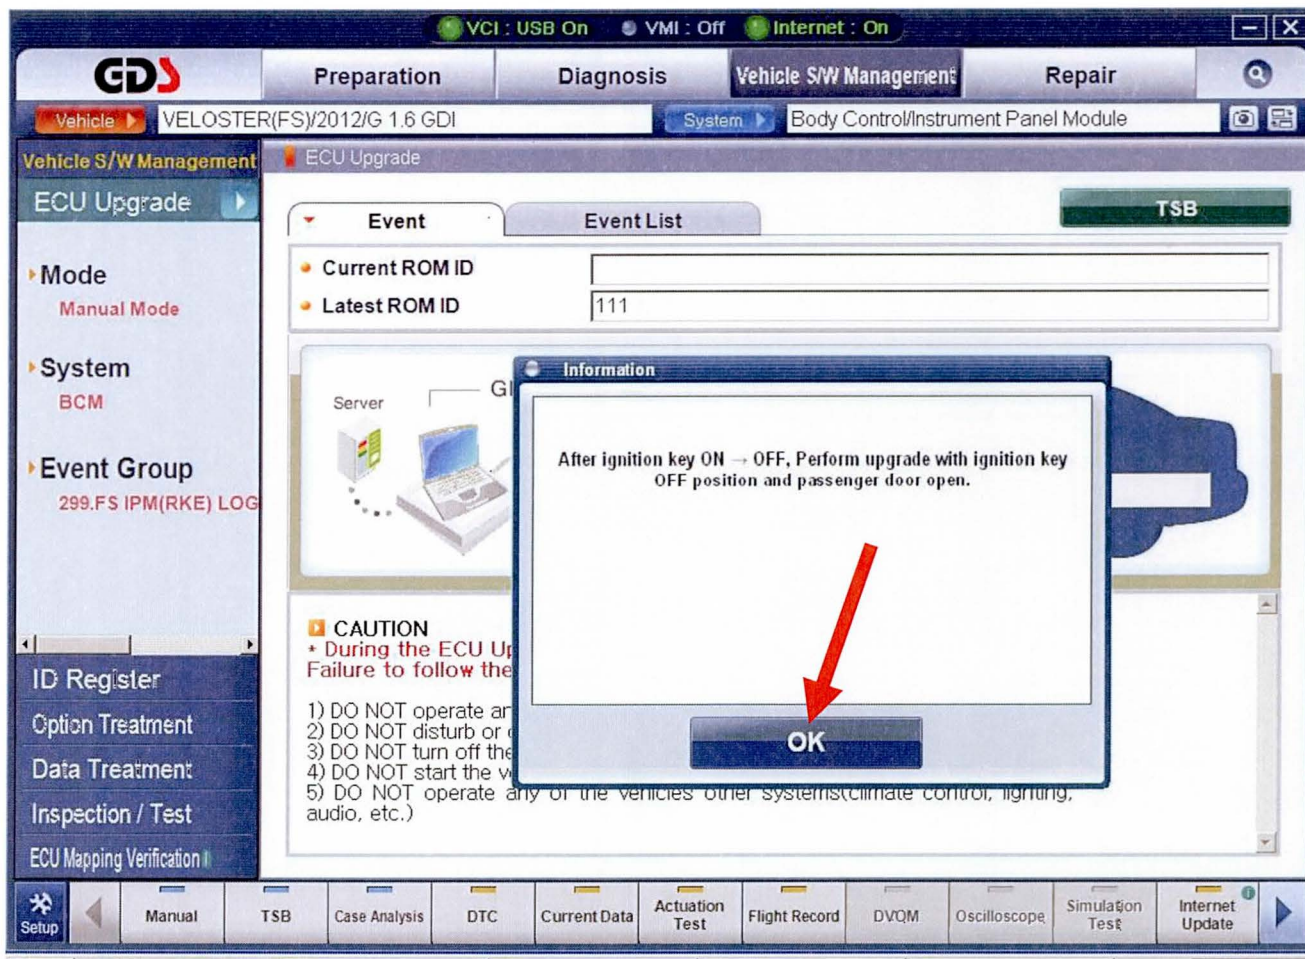 VCI : USB On VMI : Off Internet : On
GDS Preparation Diagnosis Vehicle S/W Management Repair
Vehicle VELOSTER(FS)/2012/G 1.6 GDI System Body Control/Instrument Panel Module
Vehicle S/W Management
ECU Upgrade
Mode
Manual Mode
System
BCM
Event Group
299.FS IPM(RKE) LOG
ID Register
Option Treatment
Data Treatment
Inspection / Test
ECU Mapping Verification
ECU Upgrade
TSB
Event Event List
Current ROM ID
Latest ROM ID 111
Server
Information
After ignition key ON → OFF, Perform upgrade with ignition key
OFF position and passenger door open.
OK
CAUTION
* During the ECU
Failure to follow the
1) DO NOT operate
2) DO NOT disturb or
3) DO NOT turn off the
4) DO NOT start the
5) DO NOT operate any of the vehicles other systems(climate control, lighting,
audio, etc.)
Setup Manual TSB Case Analysis DTC Current Data Actuation Test Flight Record DVQM Oscilloscope Simulation Test Internet Update